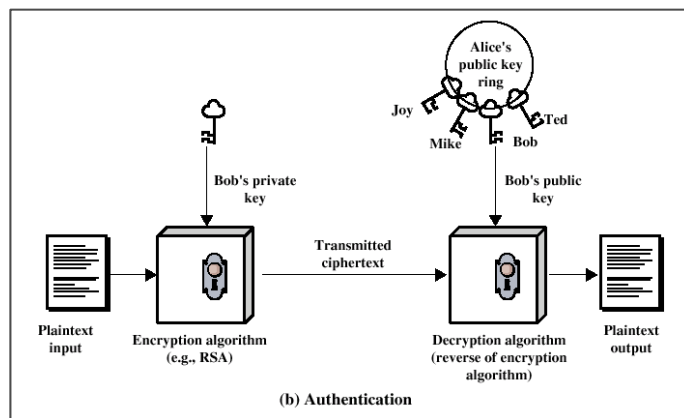 Alice's
public key
ring
Joy
Mike
Bob
Ted
Bob's private
key
Bob's public
key
Transmitted
ciphertext
Plaintext
input
Encryption algorithm
(e.g., RSA)
Decryption algorithm
(reverse of encryption
algorithm)
Plaintext
output
(b) Authentication